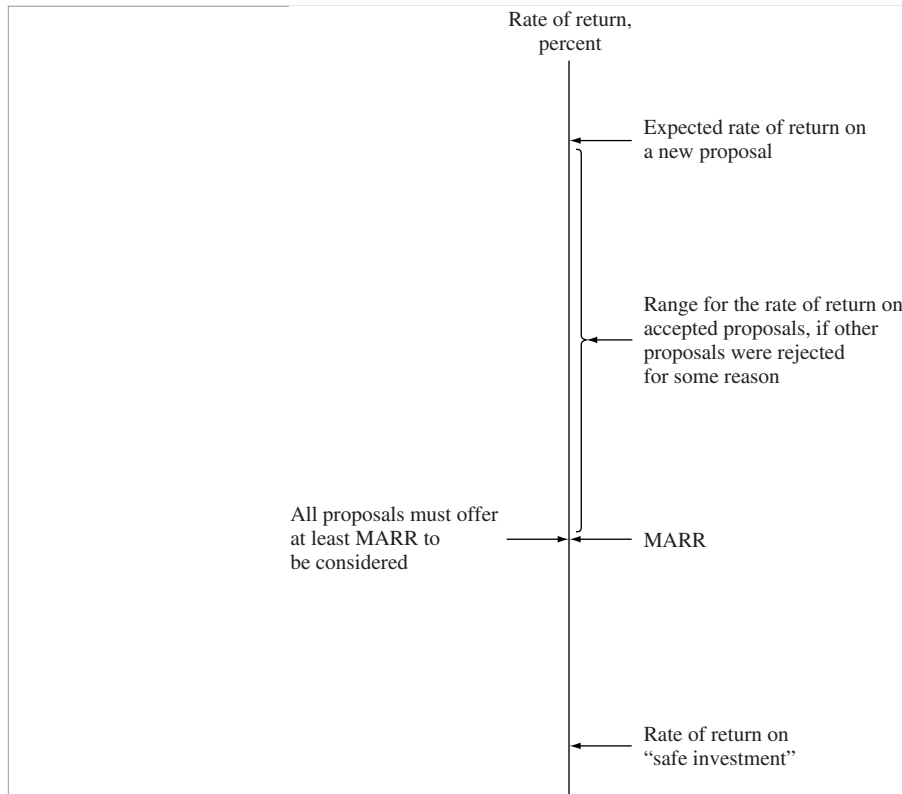 Rate of return,
percent
Expected rate of return on
a new proposal
Range for the rate of return on
accepted proposals, if other
proposals were rejected
for some reason
All proposals must offer
at least MARR to
be considered
MARR
Rate of return on
“safe investment”